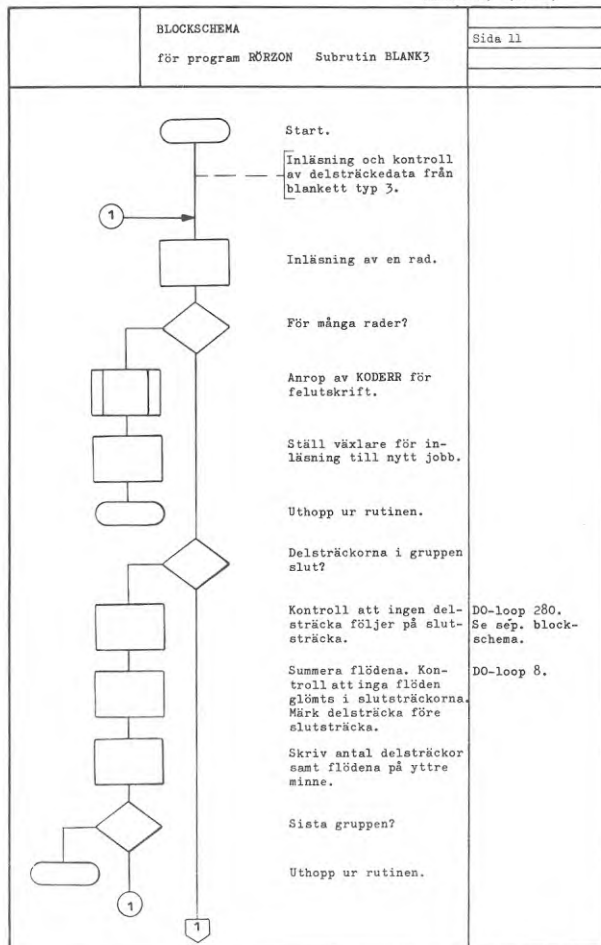 BLOCKSCHEMA
för program RÖRZON Subrutin BLANK3
Sida 11
Start.
Inläsning och kontroll
av delsträckedata från
blankett typ 3.
1
Inläsning av en rad.
För många rader?
Anrop av KODERR för
felutskrift.
Ställ växlare för in-
läsning till nytt jobb.
Uthopp ur rutinen.
Delsträckorna i gruppen
slut?
Kontroll att ingen del-
sträcka följer på slut-
sträcka.
DO-loop 280.
Se sep. block-
schema.
Summera flödena. Kon-
troll att inga flöden
glömts i slutsträckorna.
Märk delsträcka före
slutsträcka.
DO-loop 8.
Skriv antal delsträckor
samt flödena på yttre
minne.
Sista gruppen?
Uthopp ur rutinen.
1
1